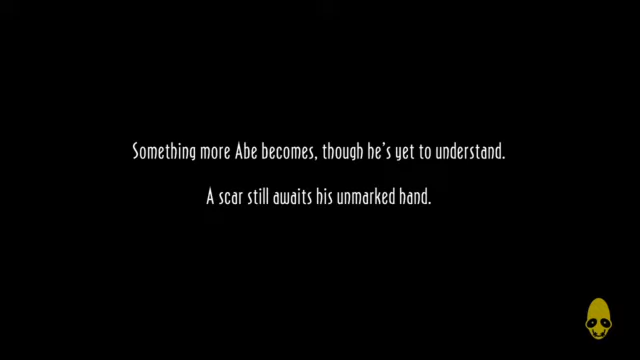 Something more Abe becomes, though he's yet to understand.
A scar still awaits his unmarked hand.